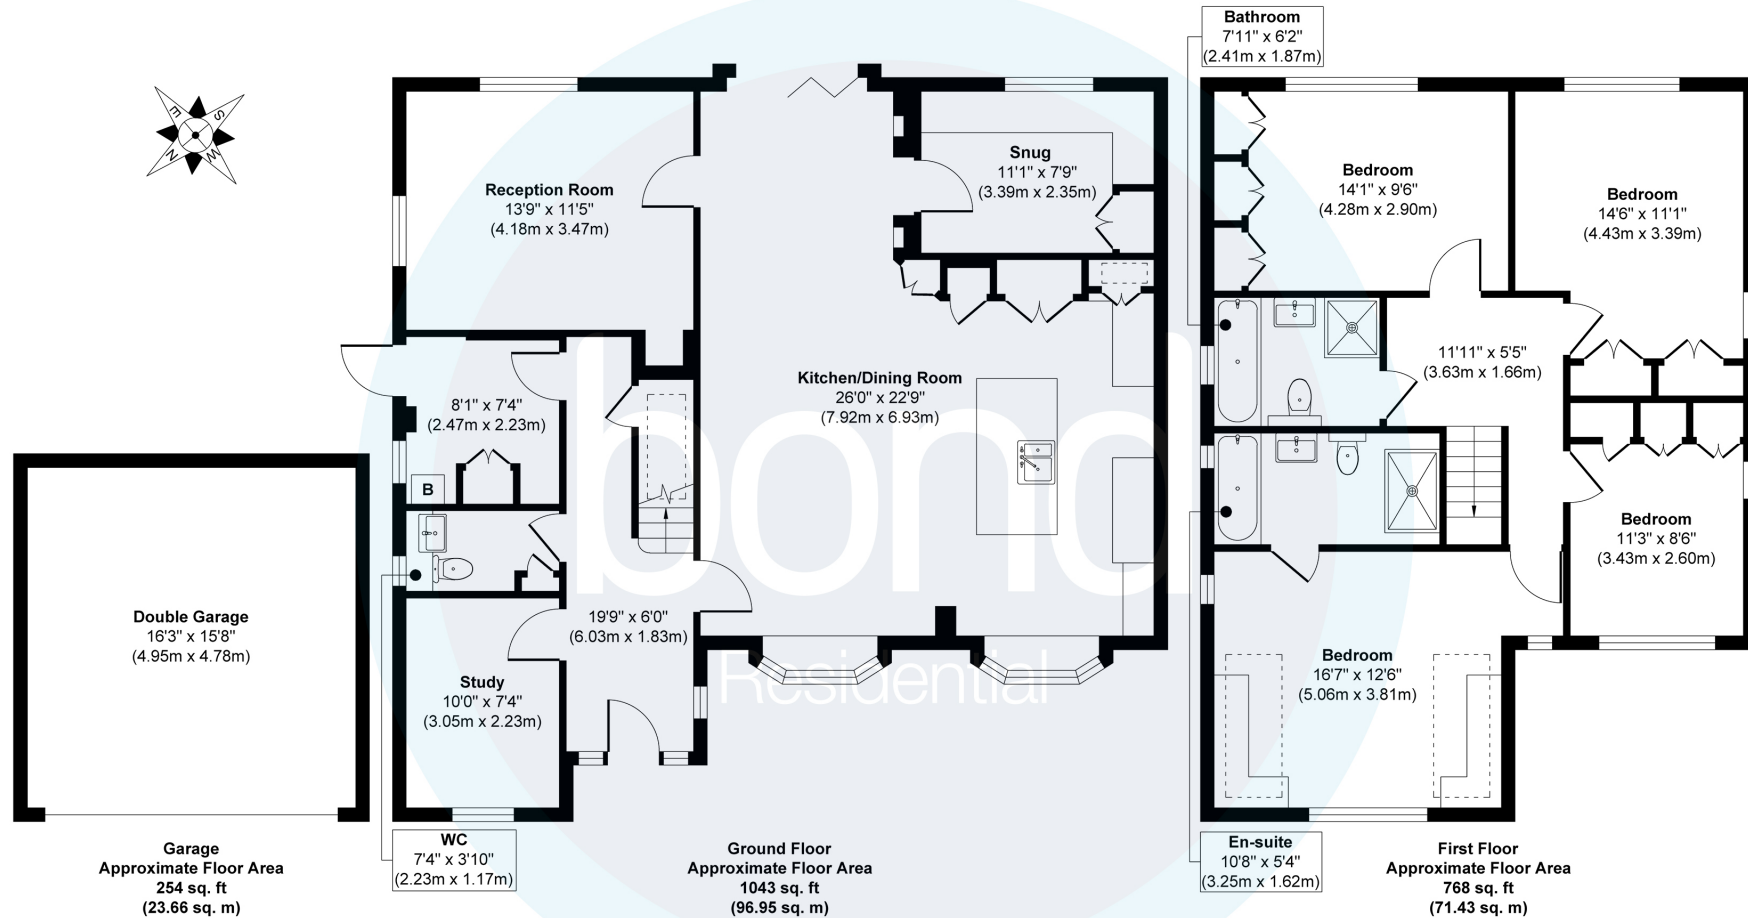 Bathroom
7'11" x 6'2"
(2.41m x 1.87m)
E
S
N
W
Reception Room
13'9" x 11'5"
(4.18m x 3.47m)
Snug
11'1" x 7'9"
(3.39m x 2.35m)
Bedroom
14'1" x 9'6"
(4.28m x 2.90m)
Bedroom
14'6" x 11'1"
(4.43m x 3.39m)
Kitchen/Dining Room
26'0" x 22'9"
(7.92m x 6.93m)
11'11" x 5'5"
(3.63m x 1.66m)
8'1" x 7'4"
(2.47m x 2.23m)
B
bond
Residential
Bedroom
11'3" x 8'6"
(3.43m x 2.60m)
Double Garage
16'3" x 15'8"
(4.95m x 4.78m)
19'9" x 6'0"
(6.03m x 1.83m)
Study
10'0" x 7'4"
(3.05m x 2.23m)
Bedroom
16'7" x 12'6"
(5.06m x 3.81m)
WC
7'4" x 3'10"
(2.23m x 1.17m)
En-suite
10'8" x 5'4"
(3.25m x 1.62m)
Garage
Approximate Floor Area
254 sq. ft
(23.66 sq. m)
Ground Floor
Approximate Floor Area
1043 sq. ft
(96.95 sq. m)
First Floor
Approximate Floor Area
768 sq. ft
(71.43 sq. m)